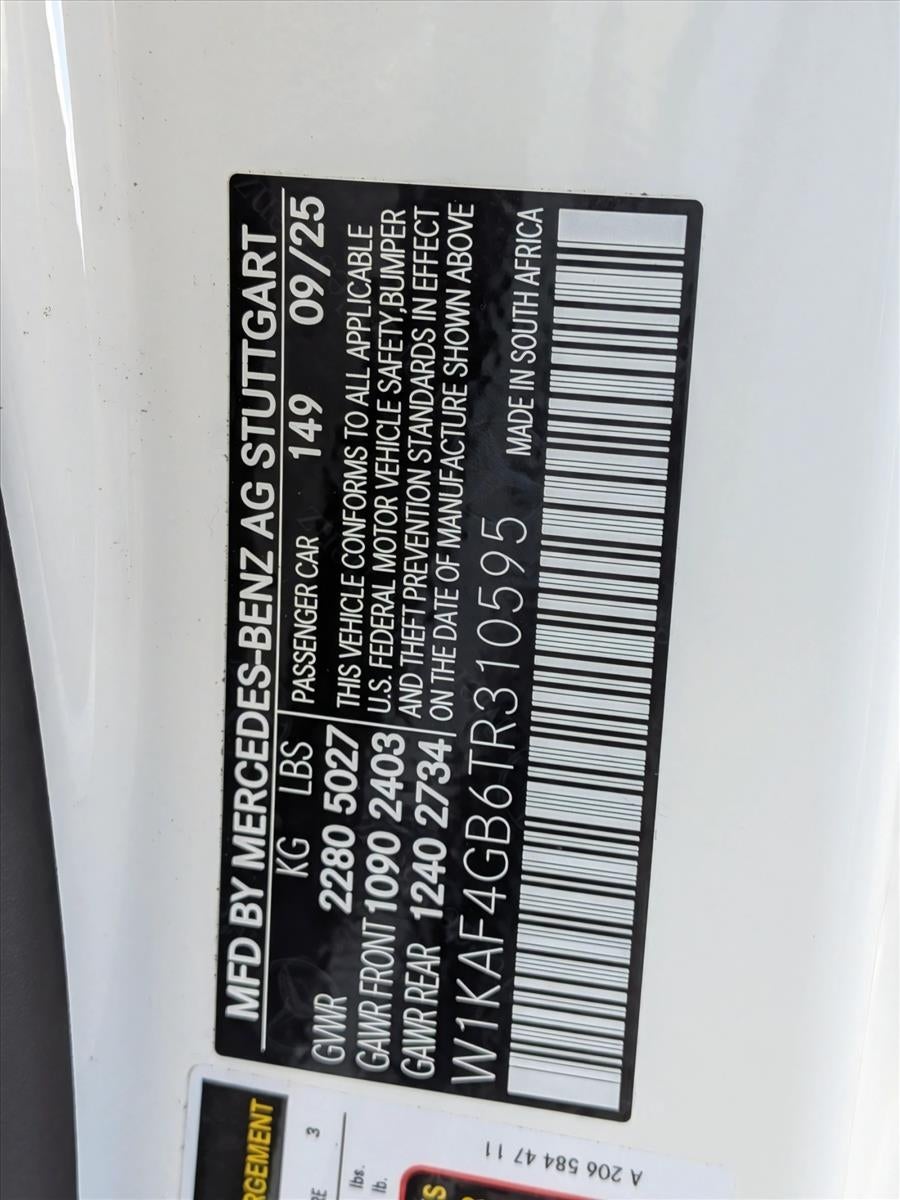 MFD BY MERCEDES-BENZ AG STUTTGART
KG LBS PASSENGER CAR 149 09/25
GVWR 2280 5027 THIS VEHICLE CONFORMS TO ALL APPLICABLE
U.S. FEDERAL MOTOR VEHICLE SAFETY,BUMPER
GAWR FRONT 1090 2403 AND THEFT PREVENTION STANDARDS IN EFFECT
GAWR REAR 1240 2734 ON THE DATE OF MANUFACTURE SHOWN ABOVE
W1KAF4GB6TR310595 MADE IN SOUTH AFRICA
RGEMENT
RE 3
lbs.
lb.
S
A 206 584 47 11